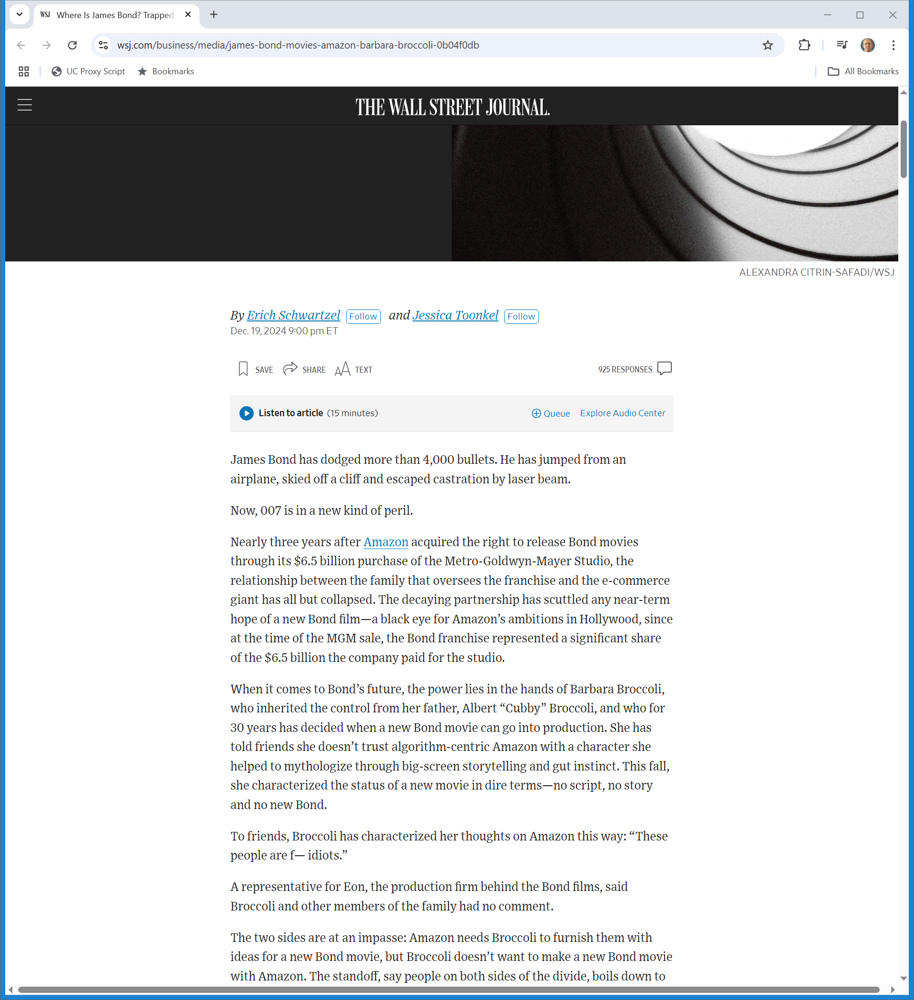 WSJ Where Is James Bond? Trapped
wsj.com/business/media/james-bond-movies-amazon-barbara-broccoli-0b04f0db
UC Proxy Script Bookmarks All Bookmarks
THE WALL STREET JOURNAL.
ALEXANDRA CITRIN-SAFADI/WSJ
By Erich Schwartzel Follow and Jessica Toonkel Follow
Dec. 19, 2024 9:00 pm ET
SAVE SHARE AA TEXT 925 RESPONSES
Listen to article (15 minutes) Queue Explore Audio Center
James Bond has dodged more than 4,000 bullets. He has jumped from an
airplane, skied off a cliff and escaped castration by laser beam.
Now, 007 is in a new kind of peril.
Nearly three years after Amazon acquired the right to release Bond movies
through its $6.5 billion purchase of the Metro-Goldwyn-Mayer Studio, the
relationship between the family that oversees the franchise and the e-commerce
giant has all but collapsed. The decaying partnership has scuttled any near-term
hope of a new Bond film—a black eye for Amazon’s ambitions in Hollywood, since
at the time of the MGM sale, the Bond franchise represented a significant share
of the $6.5 billion the company paid for the studio.
When it comes to Bond’s future, the power lies in the hands of Barbara Broccoli,
who inherited the control from her father, Albert “Cubby” Broccoli, and who for
30 years has decided when a new Bond movie can go into production. She has
told friends she doesn’t trust algorithm-centric Amazon with a character she
helped to mythologize through big-screen storytelling and gut instinct. This fall,
she characterized the status of a new movie in dire terms—no script, no story
and no new Bond.
To friends, Broccoli has characterized her thoughts on Amazon this way: “These
people are f— idiots.”
A representative for Eon, the production firm behind the Bond films, said
Broccoli and other members of the family had no comment.
The two sides are at an impasse: Amazon needs Broccoli to furnish them with
ideas for a new Bond movie, but Broccoli doesn’t want to make a new Bond movie
with Amazon. The standoff, say people on both sides of the divide, boils down to